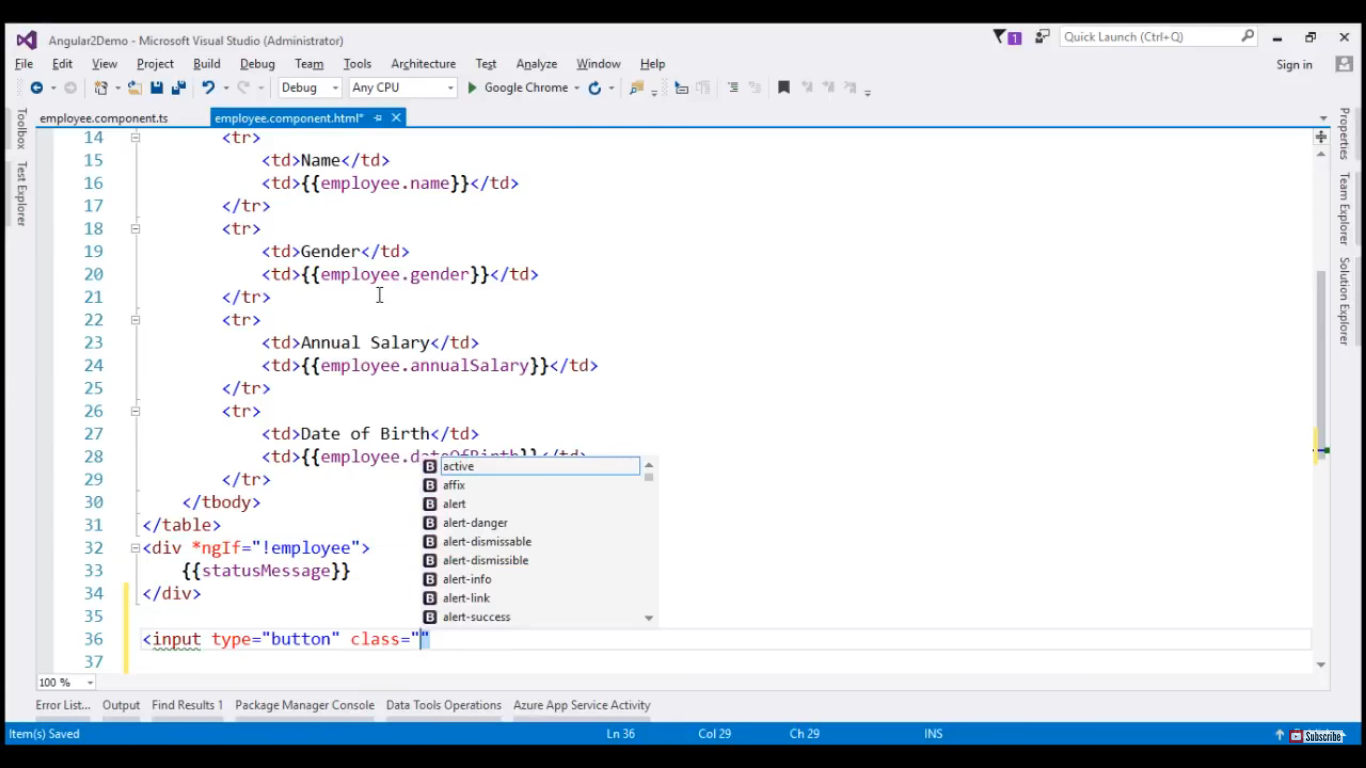 Angular2Demo - Microsoft Visual Studio (Administrator)
1
Quick Launch (Ctrl+Q)
File Edit View Project Build Debug Team Tools Architecture Test Analyze Window Help
Sign in
Debug Any CPU Google Chrome
employee.component.ts employee.component.html*
Toolbox
Test Explorer
Properties
Team Explorer
Solution Explorer
14 <tr>
15 <td>Name</td>
16 <td>{{employee.name}}</td>
17 </tr>
18 <tr>
19 <td>Gender</td>
20 <td>{{employee.gender}}</td>
21 </tr>
22 <tr>
23 <td>Annual Salary</td>
24 <td>{{employee.annualSalary}}</td>
25 </tr>
26 <tr>
27 <td>Date of Birth</td>
28 <td>{{employee.dateOfBirth}}</td>
29 </tr>
30 </tbody>
31 </table>
32 <div *ngIf="!employee">
33 {{statusMessage}}
34 </div>
35
36 <input type="button" class=""
37
active
affix
alert
alert-danger
alert-dismissable
alert-dismissible
alert-info
alert-link
alert-success
100 %
Error List... Output Find Results 1 Package Manager Console Data Tools Operations Azure App Service Activity
Item(s) Saved Ln 36 Col 29 Ch 29 INS
Subscribe